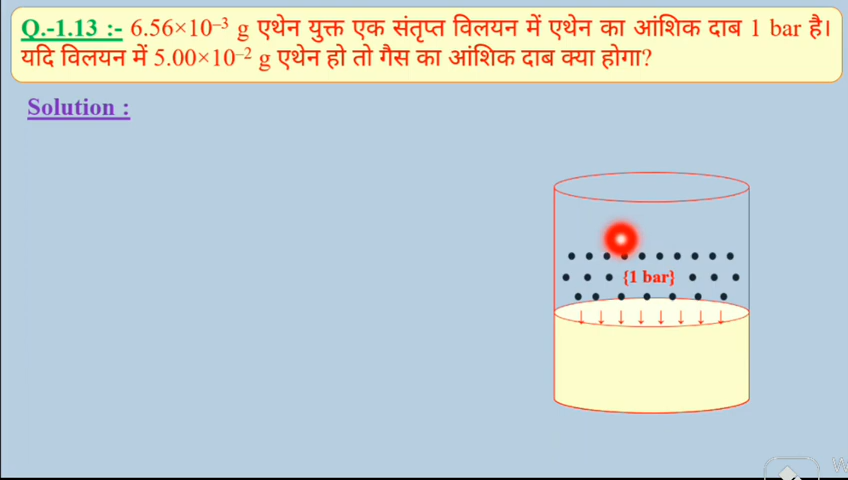 Q.-1.13 :- 6.56×10⁻³ g एथेन युक्त एक संतृप्त विलयन में एथेन का आंशिक दाब 1 bar है।
यदि विलयन में 5.00×10⁻² g एथेन हो तो गैस का आंशिक दाब क्या होगा?
Solution :
{1 bar}